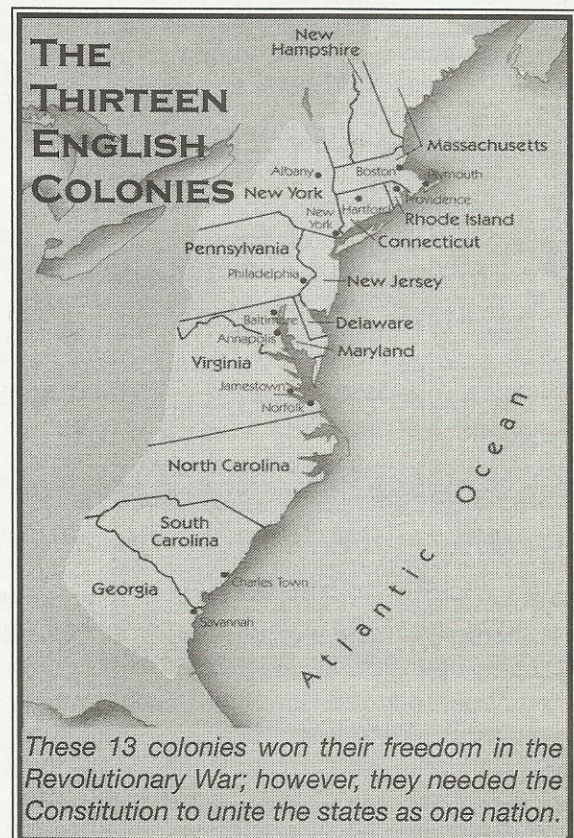 THE
THIRTEEN
ENGLISH
COLONIES
New
Hampshire
Massachusetts
Albany
Boston
Plymouth
New York
Hartford
Providence
New
York
Rhode Island
Connecticut
Pennsylvania
Philadelphia
New Jersey
Baltimore
Delaware
Annapolis
Maryland
Virginia
Jamestown
Norfolk
North Carolina
South
Carolina
Charles Town
Georgia
Savannah
Atlantic Ocean
These 13 colonies won their freedom in the
Revolutionary War; however, they needed the
Constitution to unite the states as one nation.